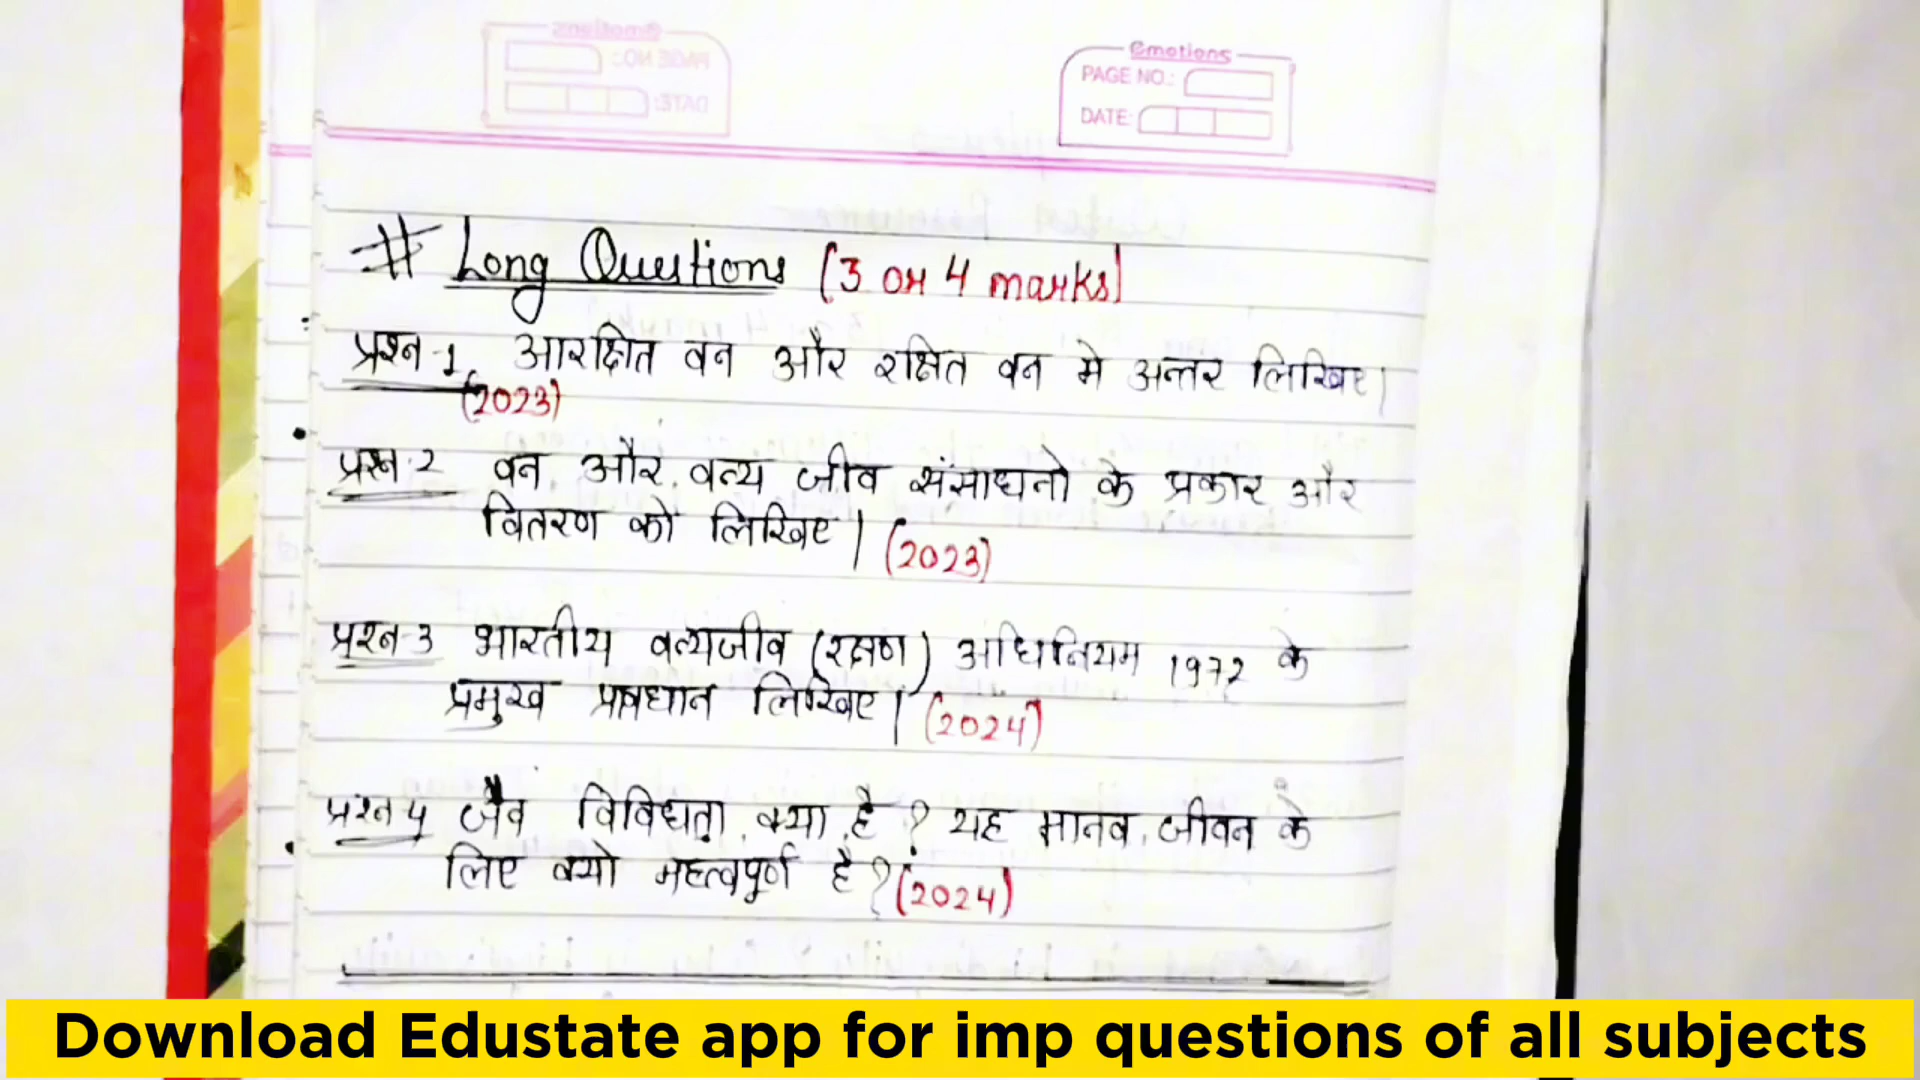 Emotions
PAGE NO.:
DATE:
# Long Questions (3 or 4 marks)
प्रश्न-1 आरक्षित वन और रक्षित वन मे अन्तर लिखिए।
(2023)
प्रश्न-2 वन और वन्य जीव संसाधनो के प्रकार और
वितरण को लिखिए। (2023)
प्रश्न-3 भारतीय वन्यजीव (रक्षण) अधिनियम 1972 के
प्रमुख प्रावधान लिखिए। (2024)
प्रश्न 4 जैव विविधता क्या है? यह मानव जीवन के
लिए क्यो महत्वपूर्ण है? (2024)
Download Edustate app for imp questions of all subjects